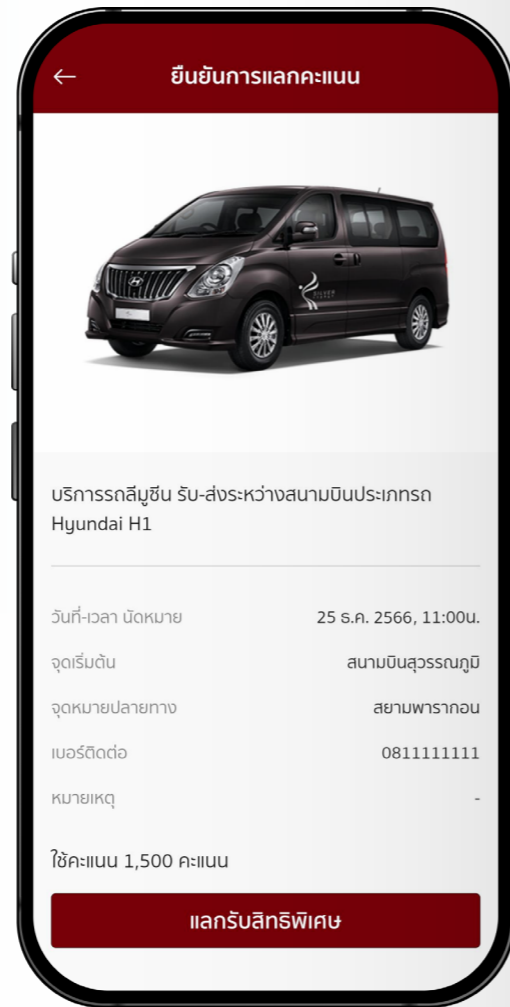 ยืนยันการแลกคะแนน
SILVER
บริการรถลีมูซีน รับ-ส่งระหว่างสนามบินประเภทรถ
Hyundai H1
วันที่-เวลา นัดหมาย 25 ธ.ค. 2566, 11:00น.
จุดเริ่มต้น สนามบินสุวรรณภูมิ
จุดหมายปลายทาง สยามพารากอน
เบอร์ติดต่อ 0811111111
หมายเหตุ -
ใช้คะแนน 1,500 คะแนน
แลกรับสิทธิพิเศษ